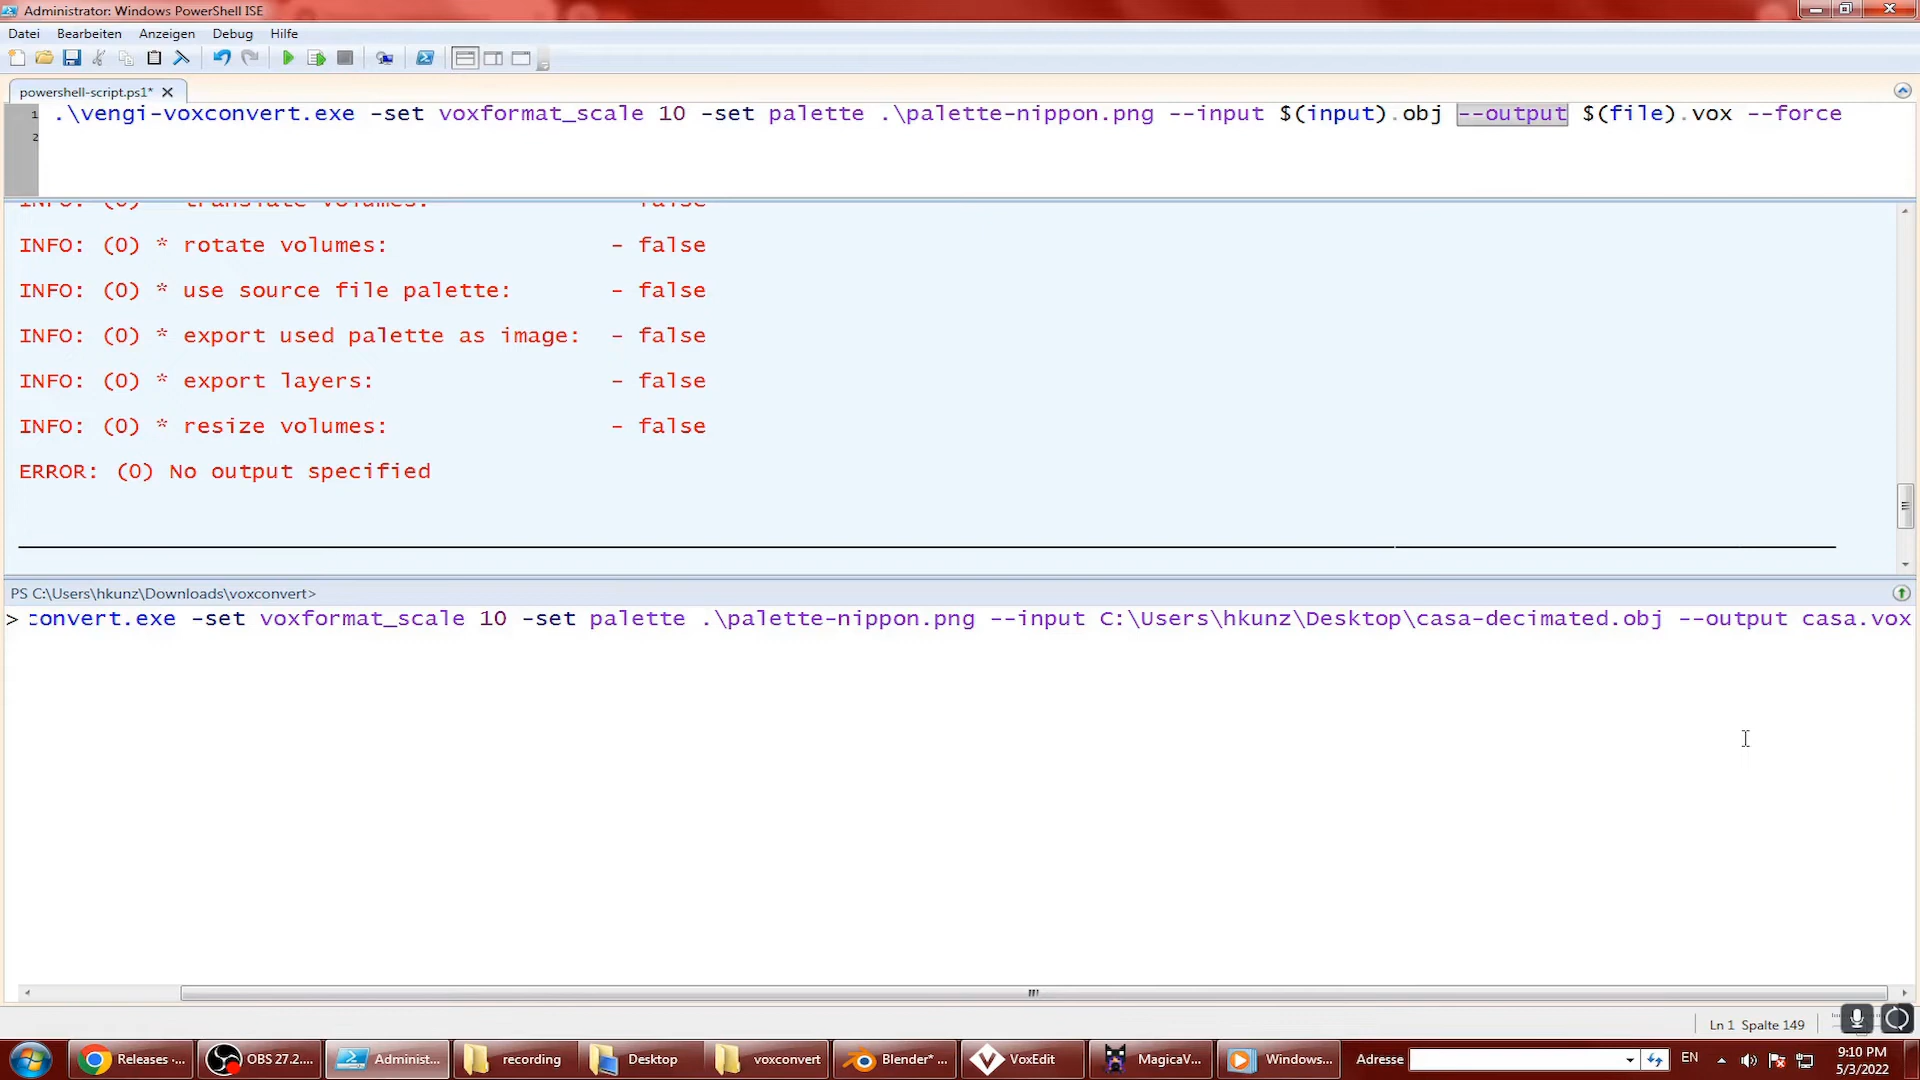 Administrator: Windows PowerShell ISE
Datei Bearbeiten Anzeigen Debug Hilfe
powershell-script.ps1*
1 .\vengi-voxconvert.exe -set voxformat_scale 10 -set palette .\palette-nippon.png --input $(input).obj --output $(file).vox --force
2
INFO: (0) * translate volumes: - false
INFO: (0) * rotate volumes: - false
INFO: (0) * use source file palette: - false
INFO: (0) * export used palette as image: - false
INFO: (0) * export layers: - false
INFO: (0) * resize volumes: - false
ERROR: (0) No output specified
PS C:\Users\hkunz\Downloads\voxconvert>
> convert.exe -set voxformat_scale 10 -set palette .\palette-nippon.png --input C:\Users\hkunz\Desktop\casa-decimated.obj --output casa.vox
Ln 1 Spalte 149
Releases -... OBS 27.2.... Administ... recording Desktop voxconvert Blender* ... VoxEdit MagicaV... Windows... Adresse EN 9:10 PM
5/3/2022